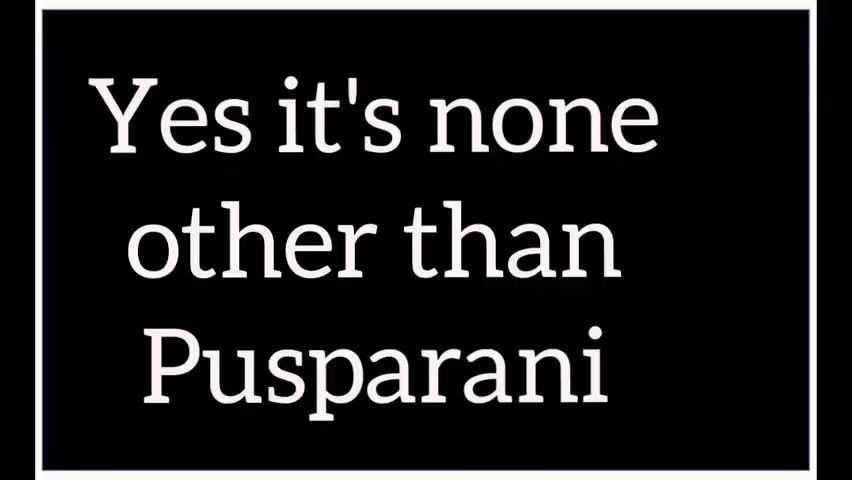 Yes it's none
other than
Pusparani